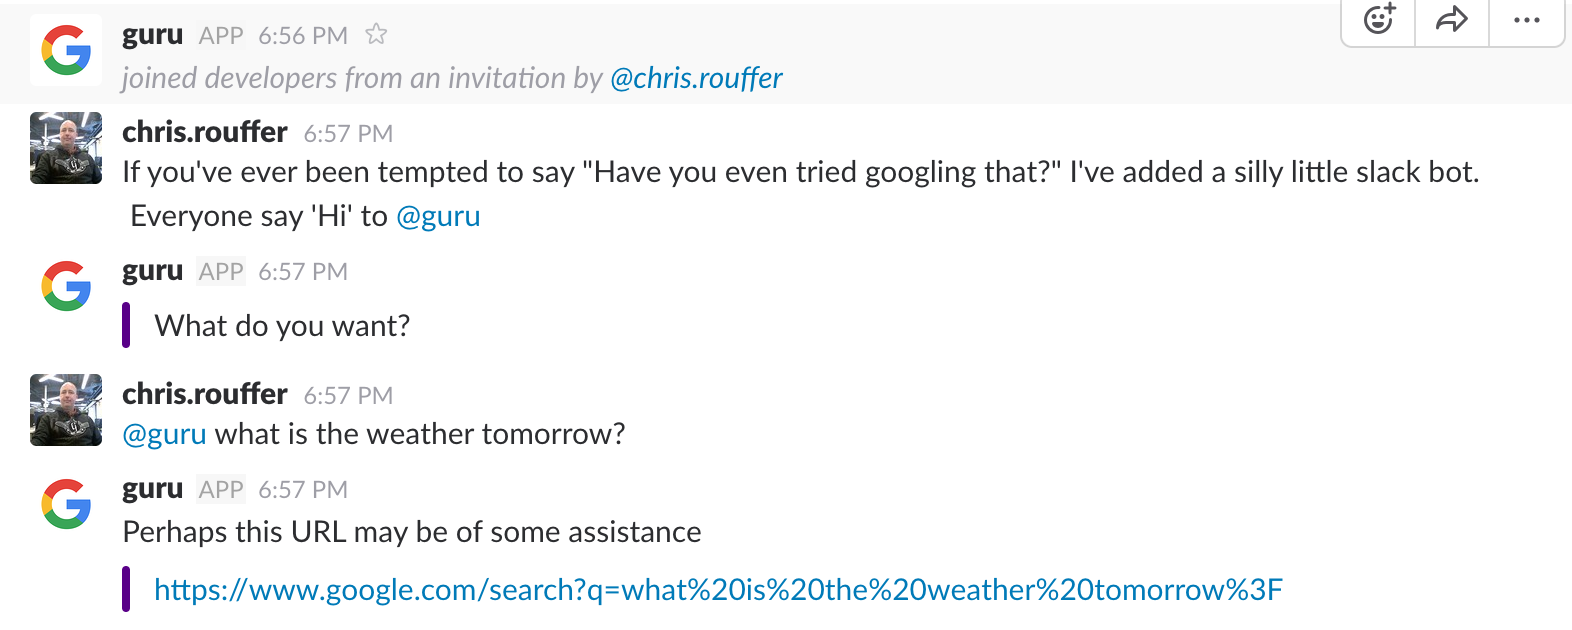 guru APP 6:56 PM
joined developers from an invitation by @chris.rouffer
chris.rouffer 6:57 PM
If you've ever been tempted to say "Have you even tried googling that?" I've added a silly little slack bot.
Everyone say 'Hi' to @guru
guru APP 6:57 PM
What do you want?
chris.rouffer 6:57 PM
@guru what is the weather tomorrow?
guru APP 6:57 PM
Perhaps this URL may be of some assistance
https://www.google.com/search?q=what%20is%20the%20weather%20tomorrow%3F